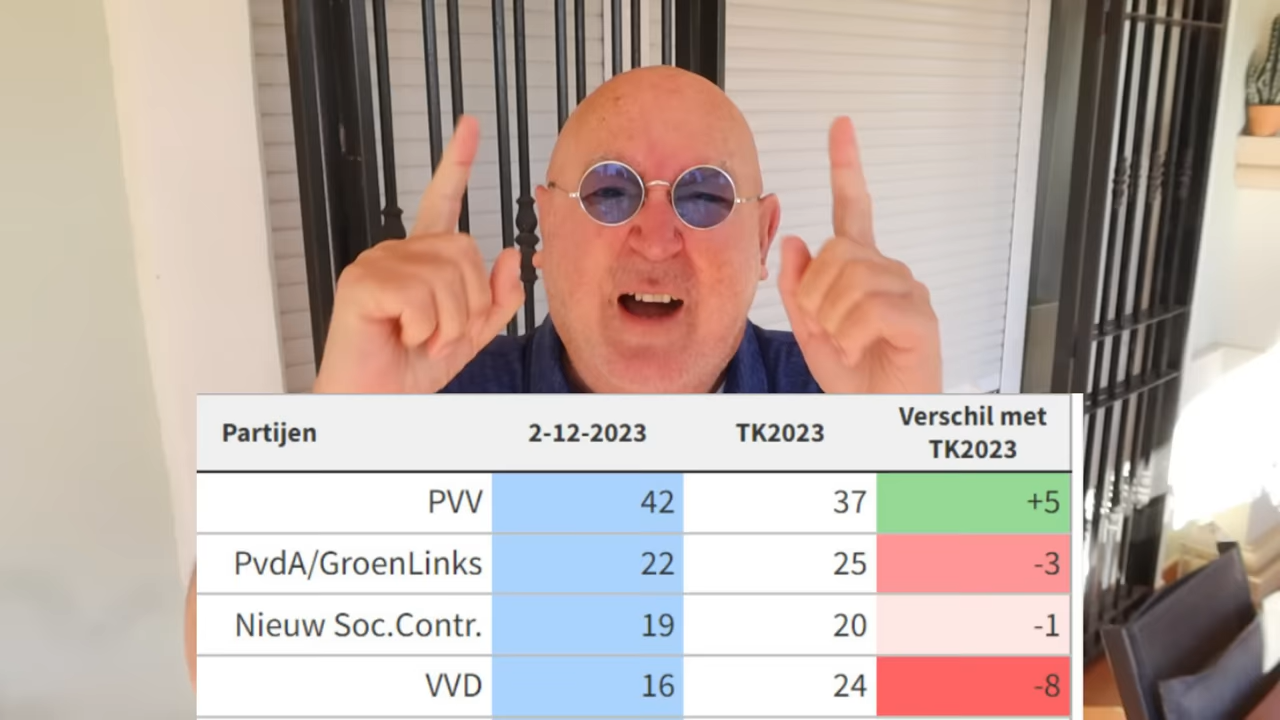 Partijen 2-12-2023 TK2023 Verschil met TK2023
PVV 42 37 +5
PvdA/GroenLinks 22 25 -3
Nieuw Soc.Contr. 19 20 -1
VVD 16 24 -8